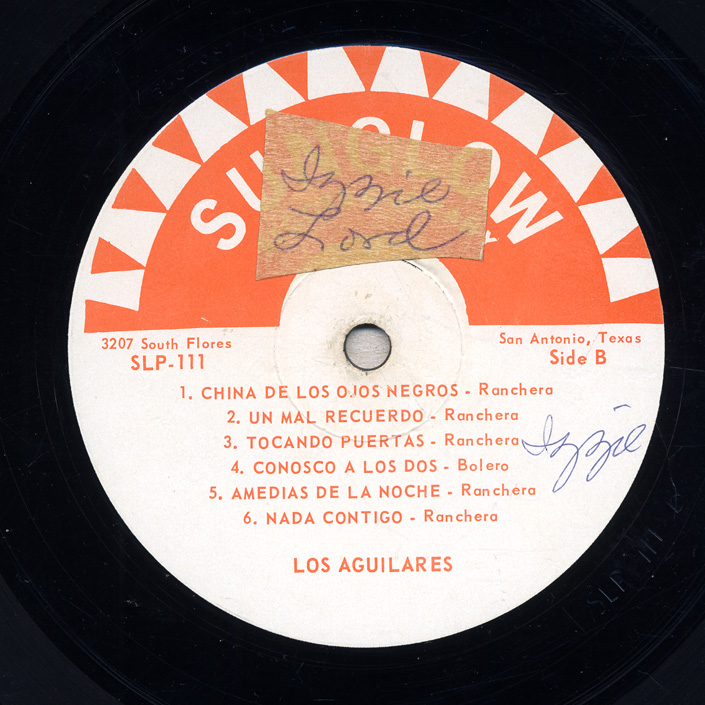 SUNGLOW
Izzie
Lord
3207 South Flores
SLP-111
San Antonio, Texas
Side B
1. CHINA DE LOS OJOS NEGROS - Ranchera
2. UN MAL RECUERDO - Ranchera
3. TOCANDO PUERTAS - Ranchera
Izzie
4. CONOSCO A LOS DOS - Bolero
5. AMEDIAS DE LA NOCHE - Ranchera
6. NADA CONTIGO - Ranchera
LOS AGUILARES
SLP 111